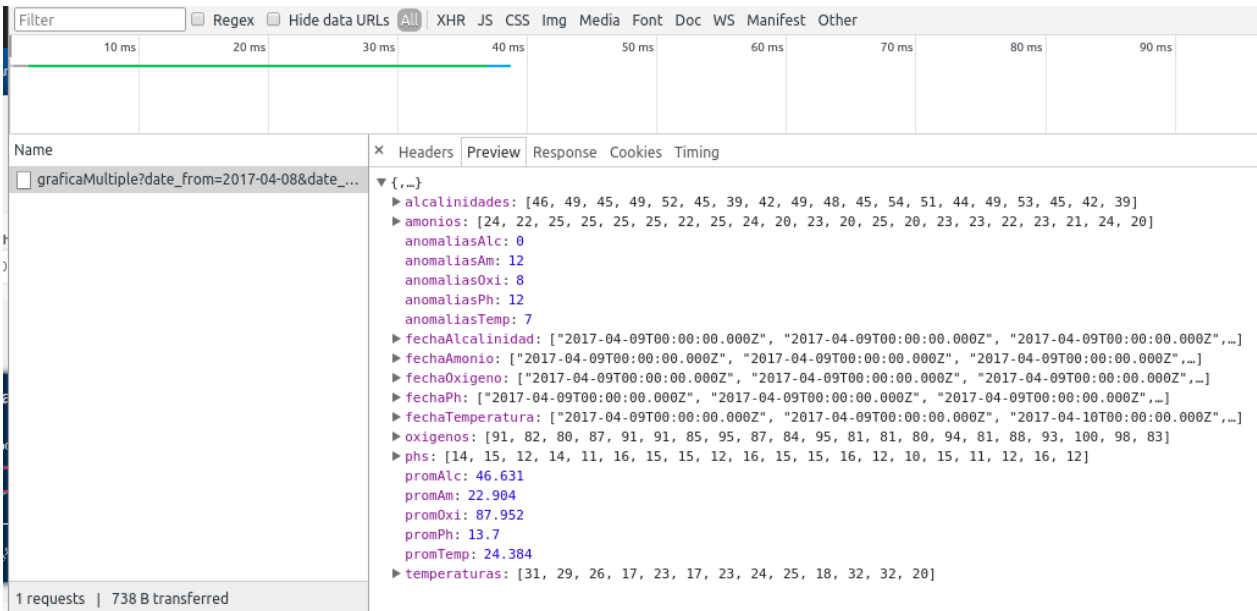 Filter Regex Hide data URLs All XHR JS CSS Img Media Font Doc WS Manifest Other
10 ms 20 ms 30 ms 40 ms 50 ms 60 ms 70 ms 80 ms 90 ms
Name
× Headers Preview Response Cookies Timing
graficaMultiple?date_from=2017-04-08&date_...
▼{,…}
▶alcalinidades: [46, 49, 45, 49, 52, 45, 39, 42, 49, 48, 45, 54, 51, 44, 49, 53, 45, 42, 39]
▶amonios: [24, 22, 25, 25, 25, 25, 22, 25, 24, 20, 23, 20, 25, 20, 23, 23, 22, 23, 21, 24, 20]
anomaliasAlc: 0
anomaliasAm: 12
anomaliasOxi: 8
anomaliasPh: 12
anomaliasTemp: 7
▶fechaAlcalinidad: ["2017-04-09T00:00:00.000Z", "2017-04-09T00:00:00.000Z", "2017-04-09T00:00:00.000Z",…]
▶fechaAmonio: ["2017-04-09T00:00:00.000Z", "2017-04-09T00:00:00.000Z", "2017-04-09T00:00:00.000Z",…]
▶fechaOxigeno: ["2017-04-09T00:00:00.000Z", "2017-04-09T00:00:00.000Z", "2017-04-09T00:00:00.000Z",…]
▶fechaPh: ["2017-04-09T00:00:00.000Z", "2017-04-09T00:00:00.000Z", "2017-04-09T00:00:00.000Z",…]
▶fechaTemperatura: ["2017-04-09T00:00:00.000Z", "2017-04-09T00:00:00.000Z", "2017-04-10T00:00:00.000Z",…]
▶oxigenos: [91, 82, 80, 87, 91, 91, 85, 95, 87, 84, 95, 81, 81, 80, 94, 81, 88, 93, 100, 98, 83]
▶phs: [14, 15, 12, 14, 11, 16, 15, 15, 12, 16, 15, 15, 16, 12, 10, 15, 11, 12, 16, 12]
promAlc: 46.631
promAm: 22.904
promOxi: 87.952
promPh: 13.7
promTemp: 24.384
▶temperaturas: [31, 29, 26, 17, 23, 17, 23, 24, 25, 18, 32, 32, 20]
1 requests | 738 B transferred